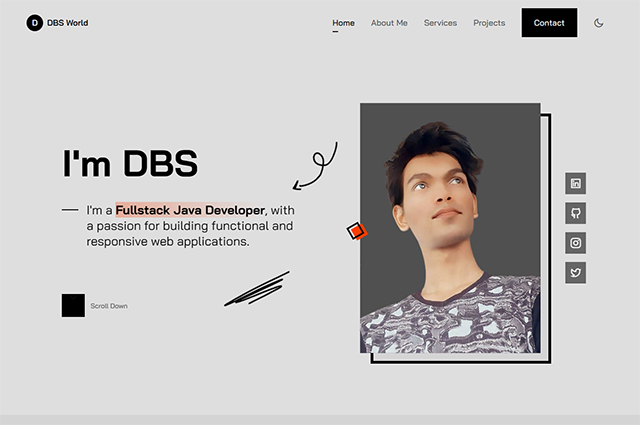 D DBS World
Home About Me Services Projects Contact
I'm DBS
I'm a Fullstack Java Developer, with
a passion for building functional and
responsive web applications.
Scroll Down